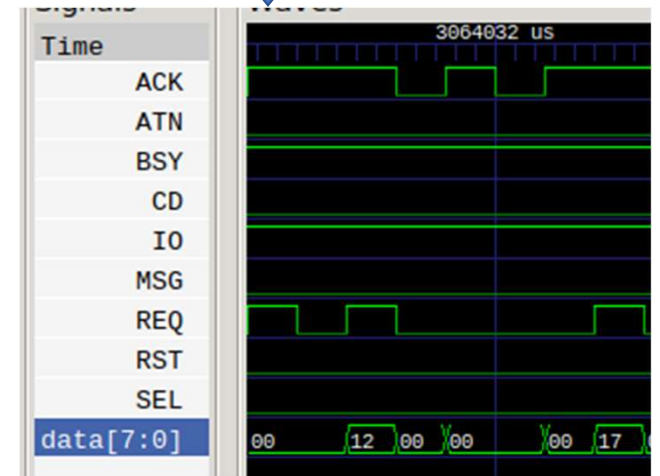 Signals
Waves
Time
3064032 us
ACK
ATN
BSY
CD
IO
MSG
REQ
RST
SEL
data[7:0]
00 12 00 00 00 17